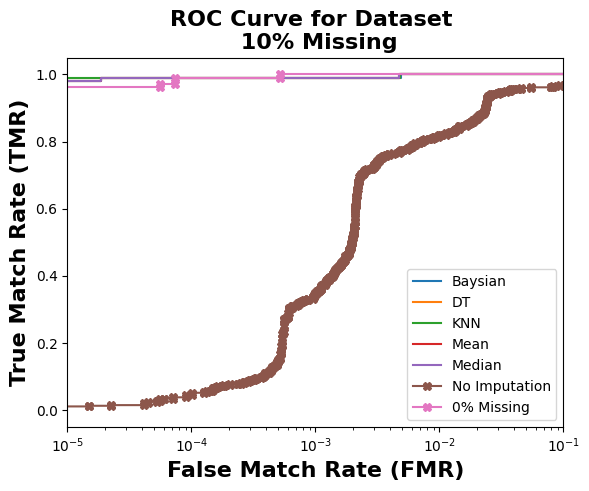 ROC Curve for Dataset
10% Missing
True Match Rate (TMR)
1.0
0.8
0.6
0.4
0.2
0.0
Baysian
DT
KNN
Mean
Median
No Imputation
0% Missing
10^-5
10^-4
10^-3
10^-2
10^-1
False Match Rate (FMR)